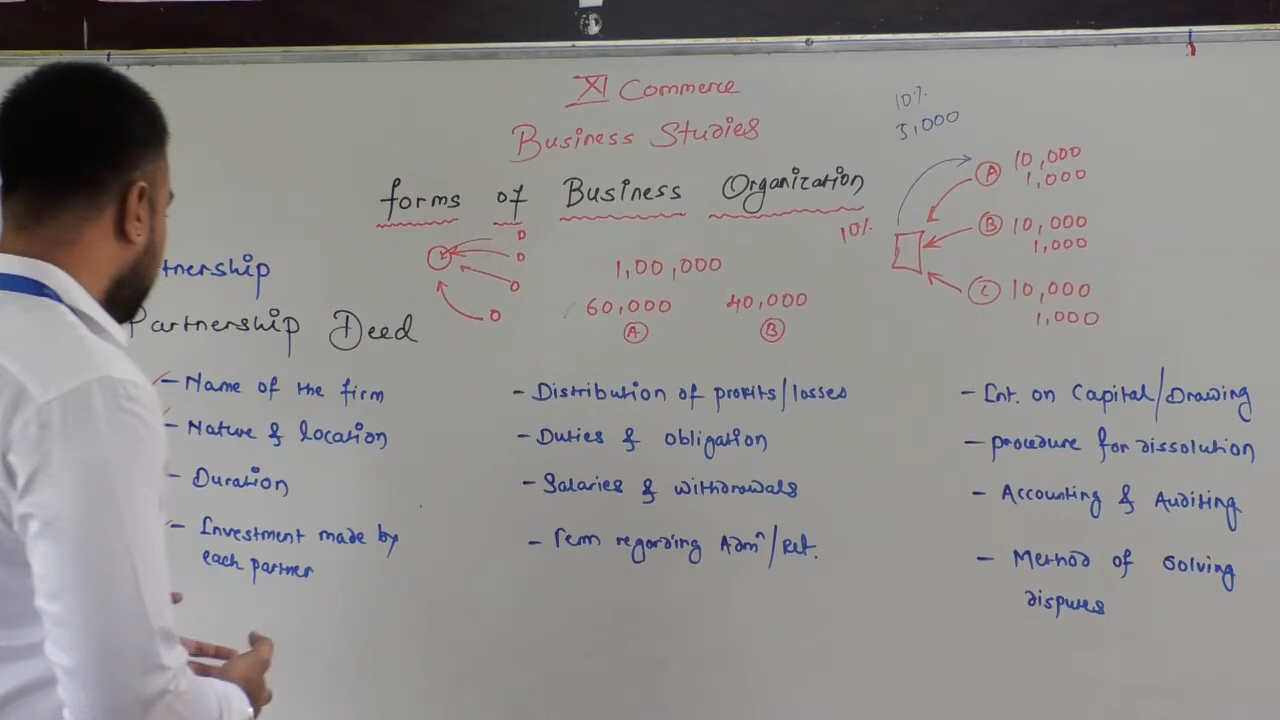 XI Commerce
Business Studies
forms of Business Organization
10%
5,000
A 10,000
1,000
B 10,000
1,000
C 10,000
1,000
10%
tnership
1,00,000
60,000 40,000
A B
Partnership Deed
- Name of the firm
- Nature & location
- Duration
- Investment made by
each partner
- Distribution of profits/losses
- Duties & obligation
- Salaries & withdrawals
- Term regarding Admⁿ/Ret.
- Int. on Capital/Drawing
- procedure for dissolution
- Accounting & Auditing
- Method of solving
disputes